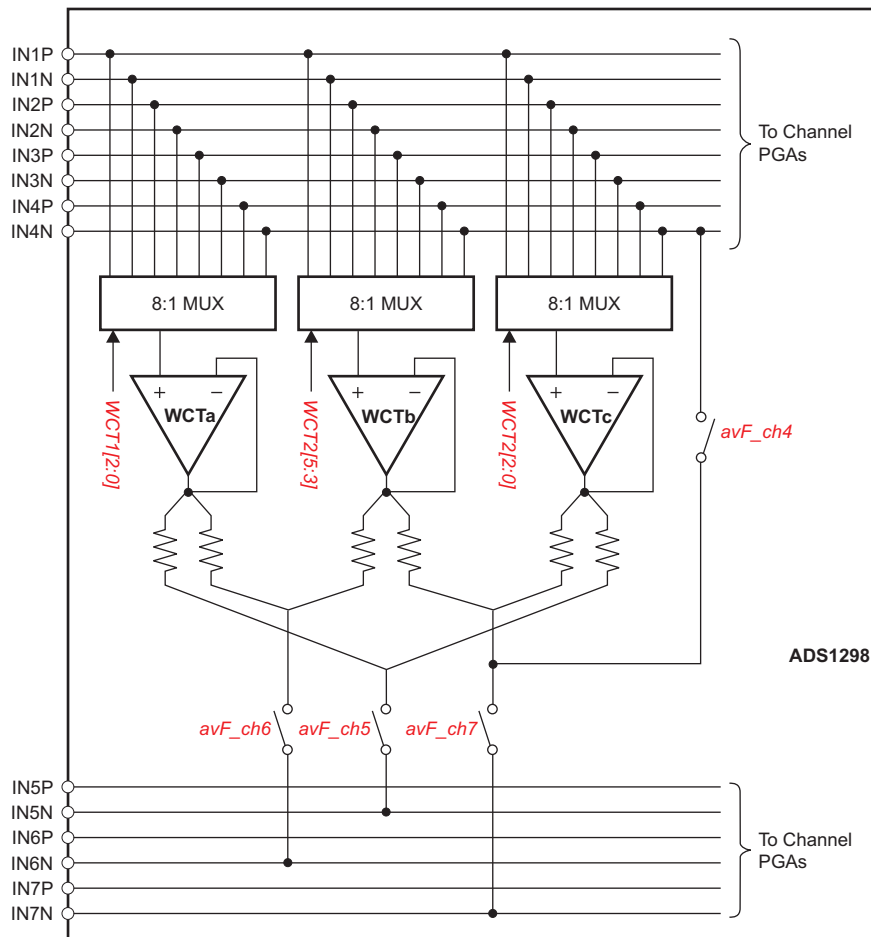 IN1P
IN1N
IN2P
IN2N
IN3P
IN3N
IN4P
IN4N
To Channel
PGAs
8:1 MUX
8:1 MUX
8:1 MUX
+ −
+ −
+ −
WCTa
WCTb
WCTc
WCT1[2:0]
WCT2[5:3]
WCT2[2:0]
avF_ch4
ADS1298
avF_ch6
avF_ch5
avF_ch7
IN5P
IN5N
IN6P
IN6N
IN7P
IN7N
To Channel
PGAs